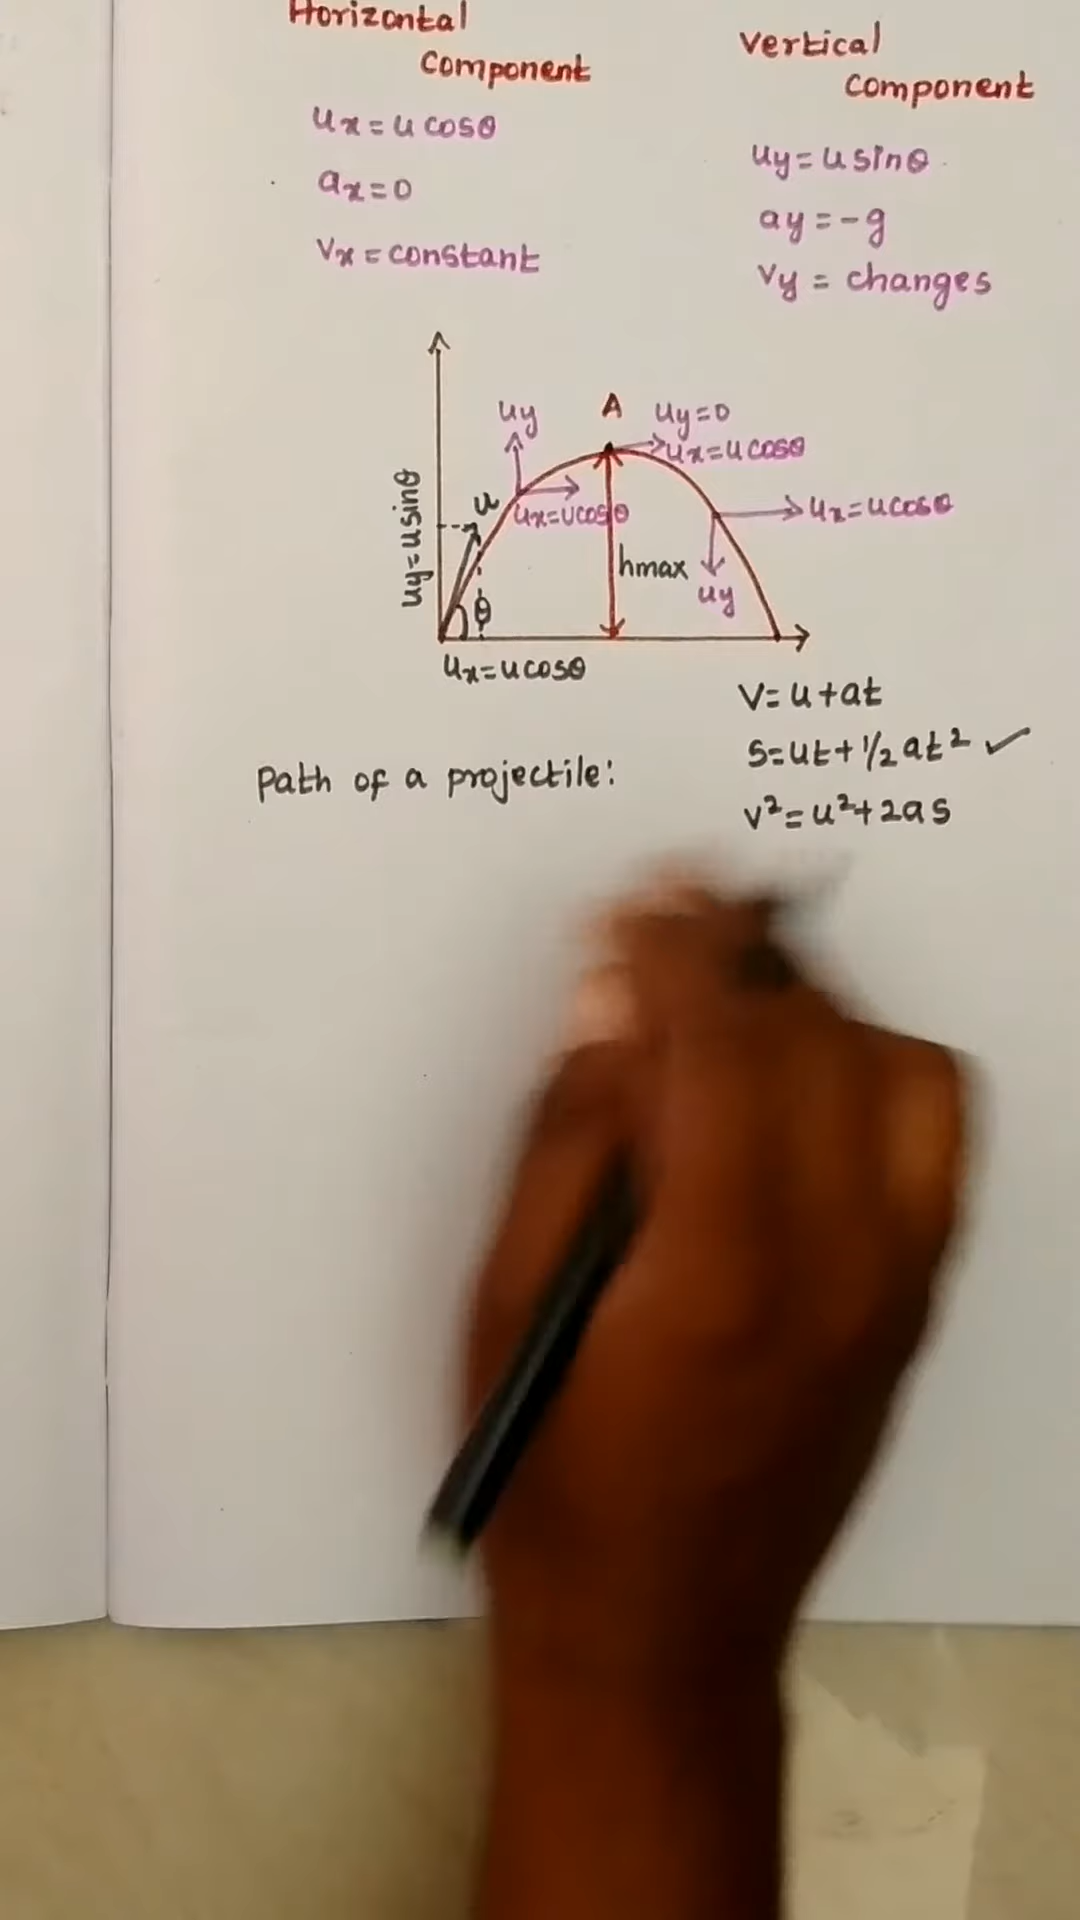 Horizontal
component
ux = u cosθ
ax = 0
Vx = constant
Vertical
component
uy = u sinθ
ay = -g
Vy = changes
uy
A
uy=0
ux=ucosθ
uy=usinθ
u
ux=ucosθ
ux=ucosθ
hmax
uy
θ
ux=ucosθ
V=u+at
S=ut+1/2 at² ✓
V²=u²+2as
Path of a projectile: